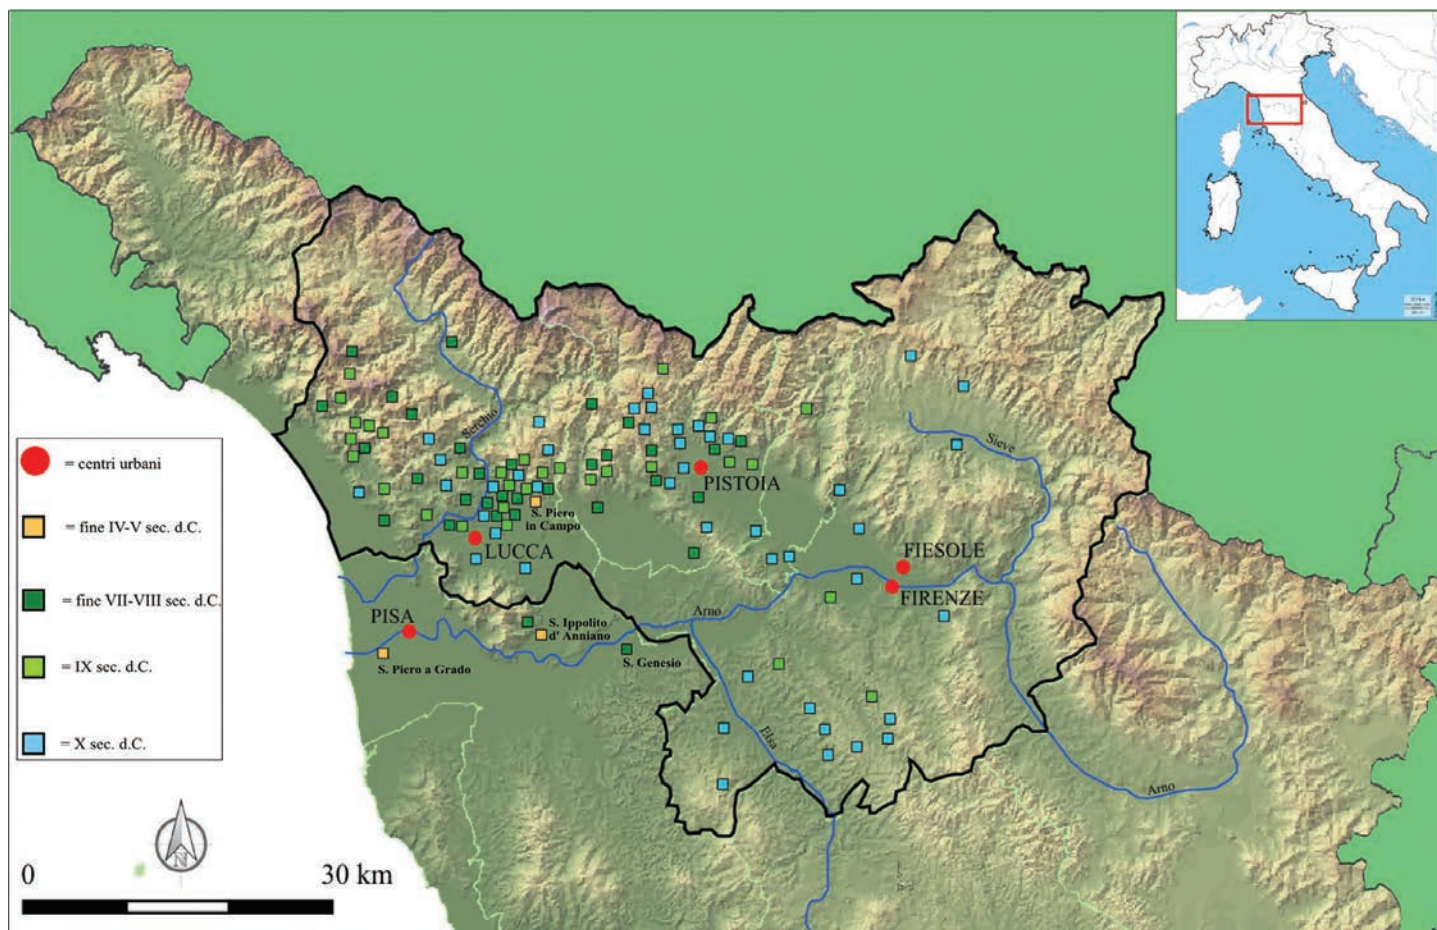 Serchio
Sieve
PISTOIA
S. Piero
in Campo
LUCCA
FIESOLE
FIRENZE
PISA
Arno
S. Ippolito
d' Anniano
S. Genesio
S. Piero a Grado
Elsa
Arno
= centri urbani
= fine IV-V sec. d.C.
= fine VII-VIII sec. d.C.
= IX sec. d.C.
= X sec. d.C.
N
0 30 km